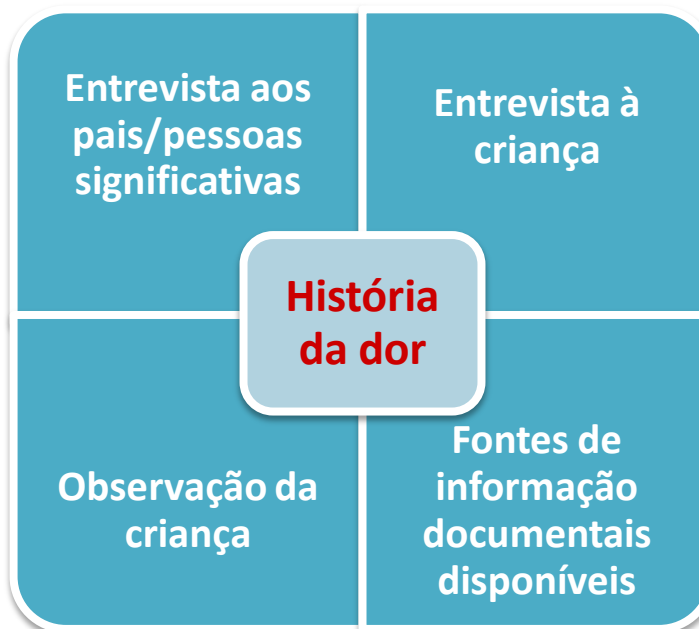 Entrevista aos
pais/pessoas
significativas
Entrevista à
criança
História
da dor
Observação da
criança
Fontes de
informação
documentais
disponíveis